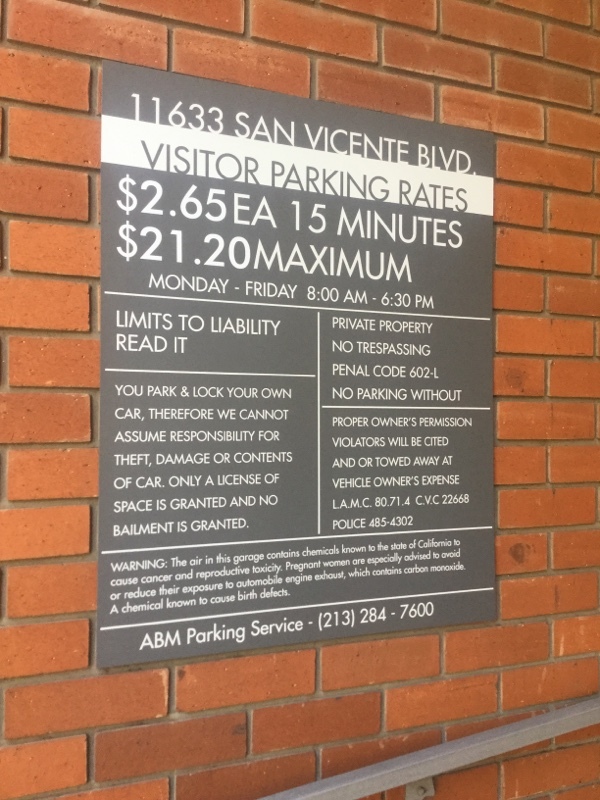 11633 SAN VICENTE BLVD.
VISITOR PARKING RATES
$2.65 EA 15 MINUTES
$21.20 MAXIMUM
MONDAY - FRIDAY 8:00 AM - 6:30 PM
LIMITS TO LIABILITY
READ IT
YOU PARK & LOCK YOUR OWN
CAR, THEREFORE WE CANNOT
ASSUME RESPONSIBILITY FOR
THEFT, DAMAGE OR CONTENTS
OF CAR. ONLY A LICENSE OF
SPACE IS GRANTED AND NO
BAILMENT IS GRANTED.
PRIVATE PROPERTY
NO TRESPASSING
PENAL CODE 602-L
NO PARKING WITHOUT
PROPER OWNER'S PERMISSION
VIOLATORS WILL BE CITED
AND OR TOWED AWAY AT
VEHICLE OWNER'S EXPENSE
L.A.M.C. 80.71.4 C.V.C 22668
POLICE 485-4302
WARNING: The air in this garage contains chemicals known to the state of California to
cause cancer and reproductive toxicity. Pregnant women are especially advised to avoid
or reduce their exposure to automobile engine exhaust, which contains carbon monoxide.
A chemical known to cause birth defects.
ABM Parking Service - (213) 284 - 7600